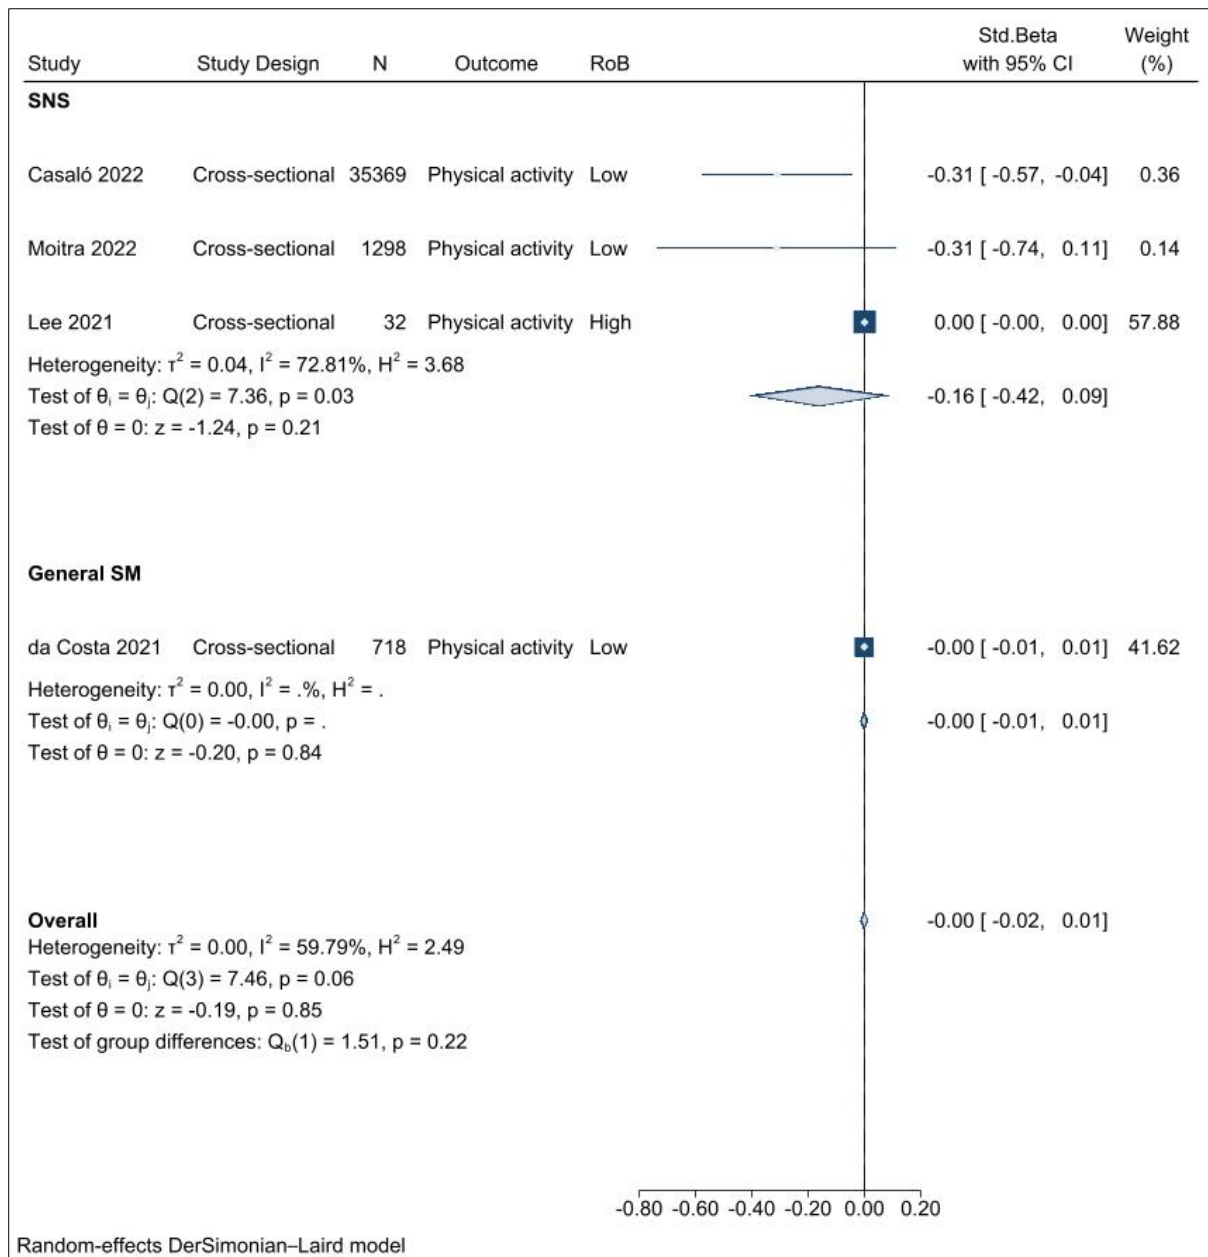 Study Study Design N Outcome RoB Std.Beta with 95% CI Weight (%)
SNS
Casaló 2022 Cross-sectional 35369 Physical activity Low -0.31 [ -0.57, -0.04] 0.36
Moitra 2022 Cross-sectional 1298 Physical activity Low -0.31 [ -0.74, 0.11] 0.14
Lee 2021 Cross-sectional 32 Physical activity High 0.00 [ -0.00, 0.00] 57.88
Heterogeneity: τ² = 0.04, I² = 72.81%, H² = 3.68
Test of θᵢ = θⱼ: Q(2) = 7.36, p = 0.03 -0.16 [ -0.42, 0.09]
Test of θ = 0: z = -1.24, p = 0.21
General SM
da Costa 2021 Cross-sectional 718 Physical activity Low -0.00 [ -0.01, 0.01] 41.62
Heterogeneity: τ² = 0.00, I² = .%, H² = .
Test of θᵢ = θⱼ: Q(0) = -0.00, p = . -0.00 [ -0.01, 0.01]
Test of θ = 0: z = -0.20, p = 0.84
Overall -0.00 [ -0.02, 0.01]
Heterogeneity: τ² = 0.00, I² = 59.79%, H² = 2.49
Test of θᵢ = θⱼ: Q(3) = 7.46, p = 0.06
Test of θ = 0: z = -0.19, p = 0.85
Test of group differences: Q_b(1) = 1.51, p = 0.22
-0.80 -0.60 -0.40 -0.20 0.00 0.20
Random-effects DerSimonian–Laird model